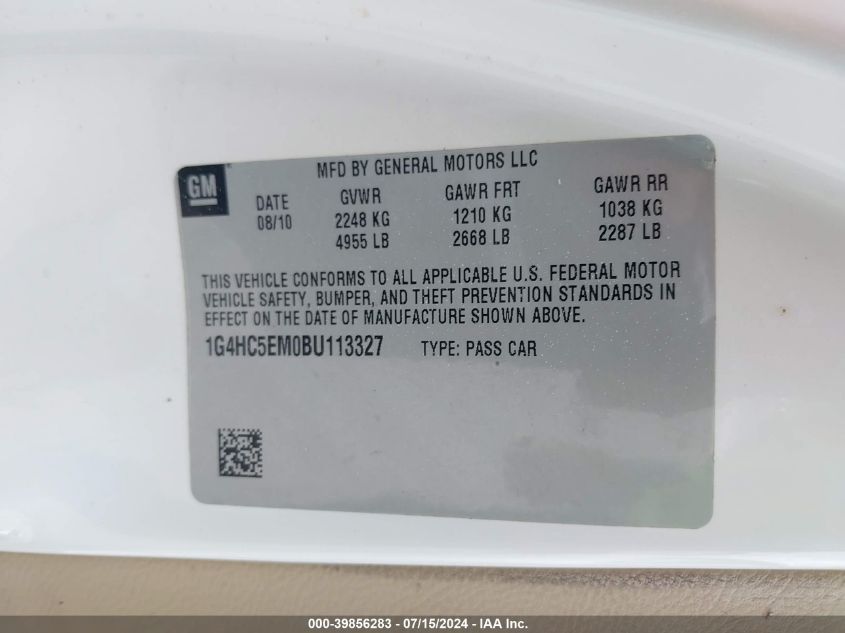 MFD BY GENERAL MOTORS LLC
GM
DATE GVWR GAWR FRT GAWR RR
08/10 2248 KG 1210 KG 1038 KG
4955 LB 2668 LB 2287 LB
THIS VEHICLE CONFORMS TO ALL APPLICABLE U.S. FEDERAL MOTOR
VEHICLE SAFETY, BUMPER, AND THEFT PREVENTION STANDARDS IN
EFFECT ON THE DATE OF MANUFACTURE SHOWN ABOVE.
1G4HC5EM0BU113327 TYPE: PASS CAR
000-39856283 - 07/15/2024 - IAA Inc.